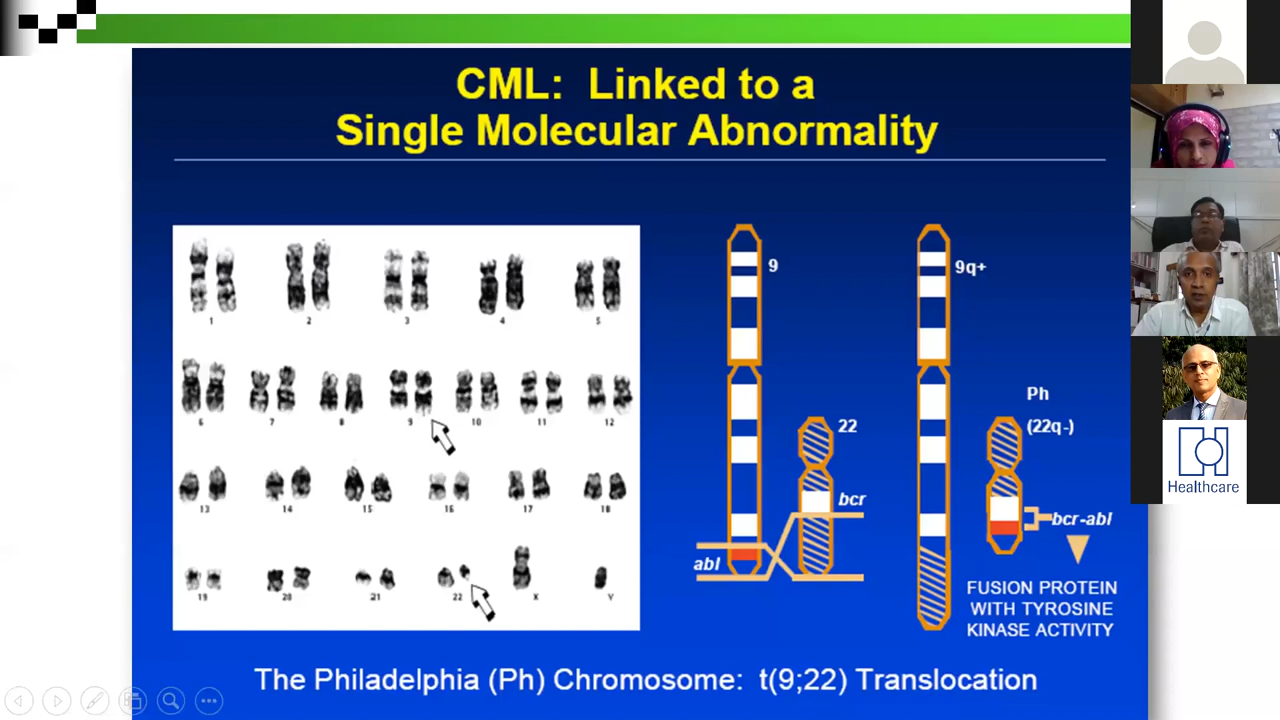 CML: Linked to a
Single Molecular Abnormality
1 2 3 4 5
6 7 8 9 10 11 12
13 14 15 16 17 18
19 20 21 22 X Y
9
22
bcr
abl
9q+
Ph
(22q-)
bcr-abl
FUSION PROTEIN
WITH TYROSINE
KINASE ACTIVITY
The Philadelphia (Ph) Chromosome: t(9;22) Translocation
Healthcare